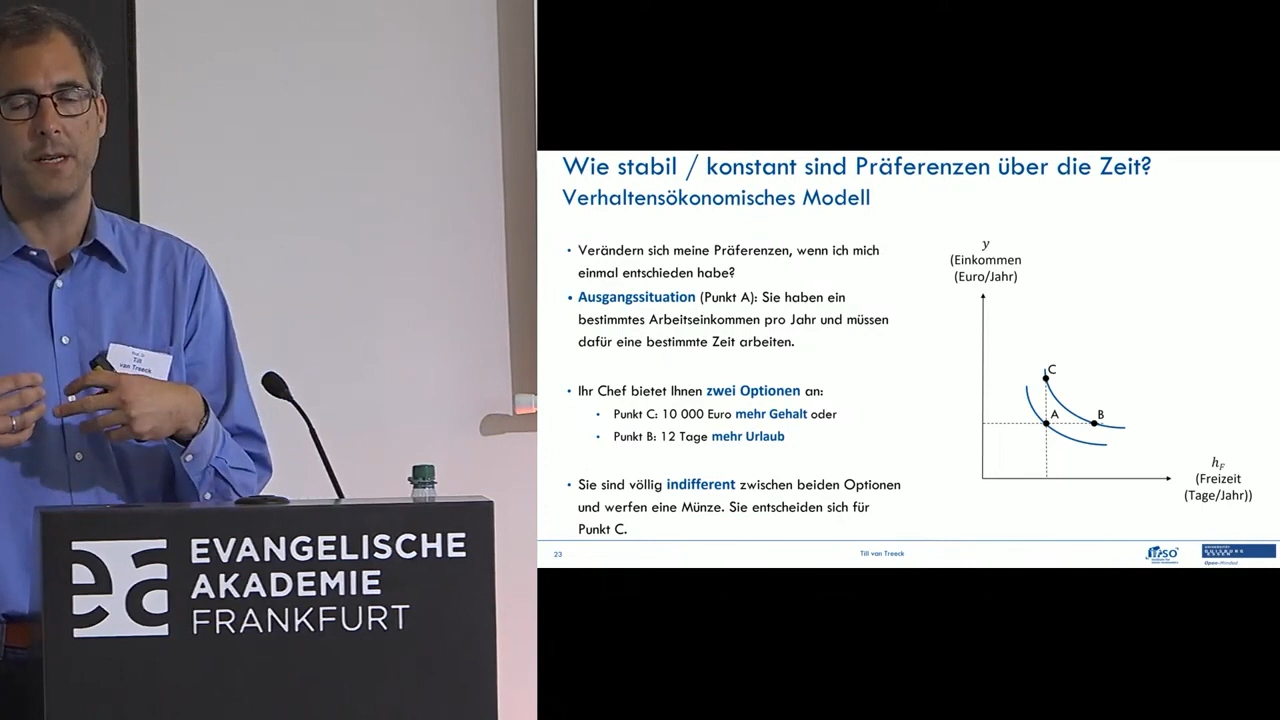 Till
van Treeck
EVANGELISCHE
AKADEMIE
FRANKFURT
Wie stabil / konstant sind Präferenzen über die Zeit?
Verhaltensökonomisches Modell
• Verändern sich meine Präferenzen, wenn ich mich
einmal entschieden habe?
• Ausgangssituation (Punkt A): Sie haben ein
bestimmtes Arbeitseinkommen pro Jahr und müssen
dafür eine bestimmte Zeit arbeiten.
• Ihr Chef bietet Ihnen zwei Optionen an:
• Punkt C: 10 000 Euro mehr Gehalt oder
• Punkt B: 12 Tage mehr Urlaub
• Sie sind völlig indifferent zwischen beiden Optionen
und werfen eine Münze. Sie entscheiden sich für
Punkt C.
y
(Einkommen
(Euro/Jahr)
C
A
B
h_F
(Freizeit
(Tage/Jahr))
23
Till van Treeck
Open-Minded